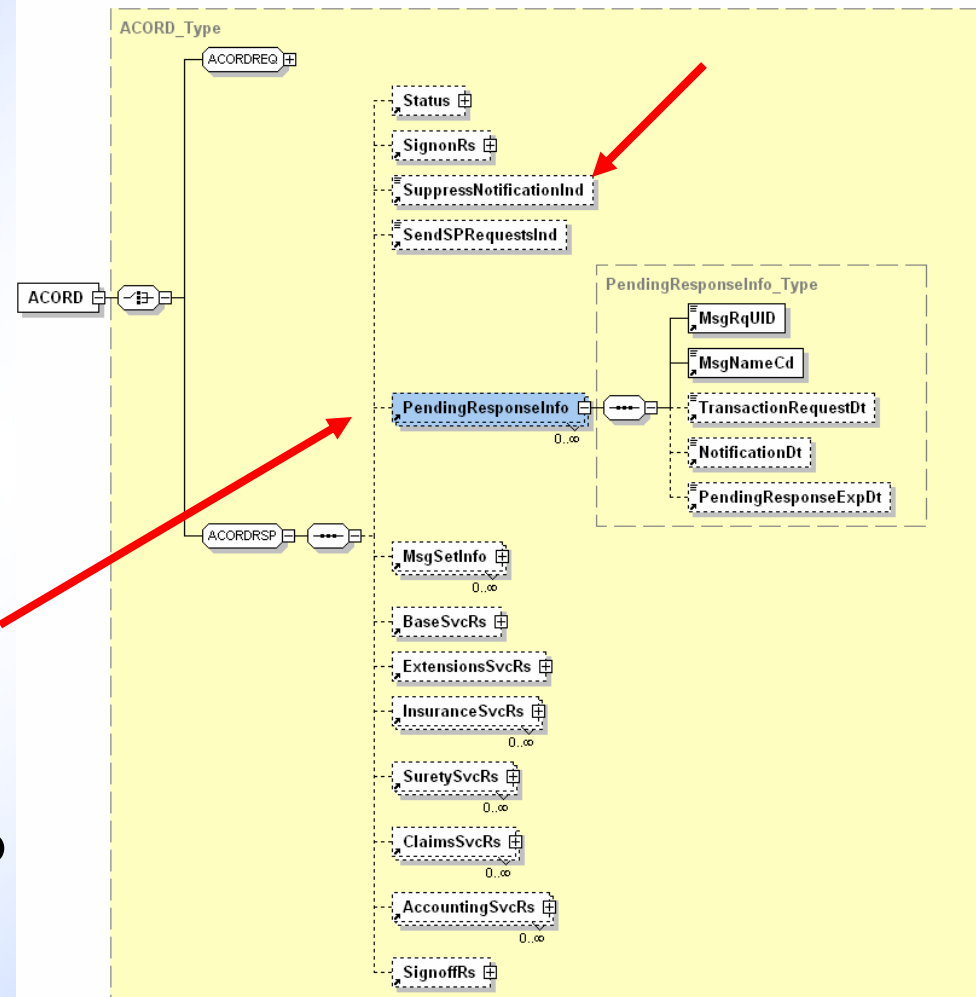 ACORD_Type
ACORDREQ
Status
SignonRs
SuppressNotificationInd
SendSPRequestsInd
ACORD
PendingResponseInfo_Type
MsgRqUID
MsgNameCd
PendingResponseInfo
0..∞
TransactionRequestDt
NotificationDt
PendingResponseExpDt
ACORDRSP
MsgSetInfo
0..∞
BaseSvcRs
ExtensionsSvcRs
InsuranceSvcRs
0..∞
SuretySvcRs
0..∞
ClaimsSvcRs
0..∞
AccountingSvcRs
0..∞
SignoffRs